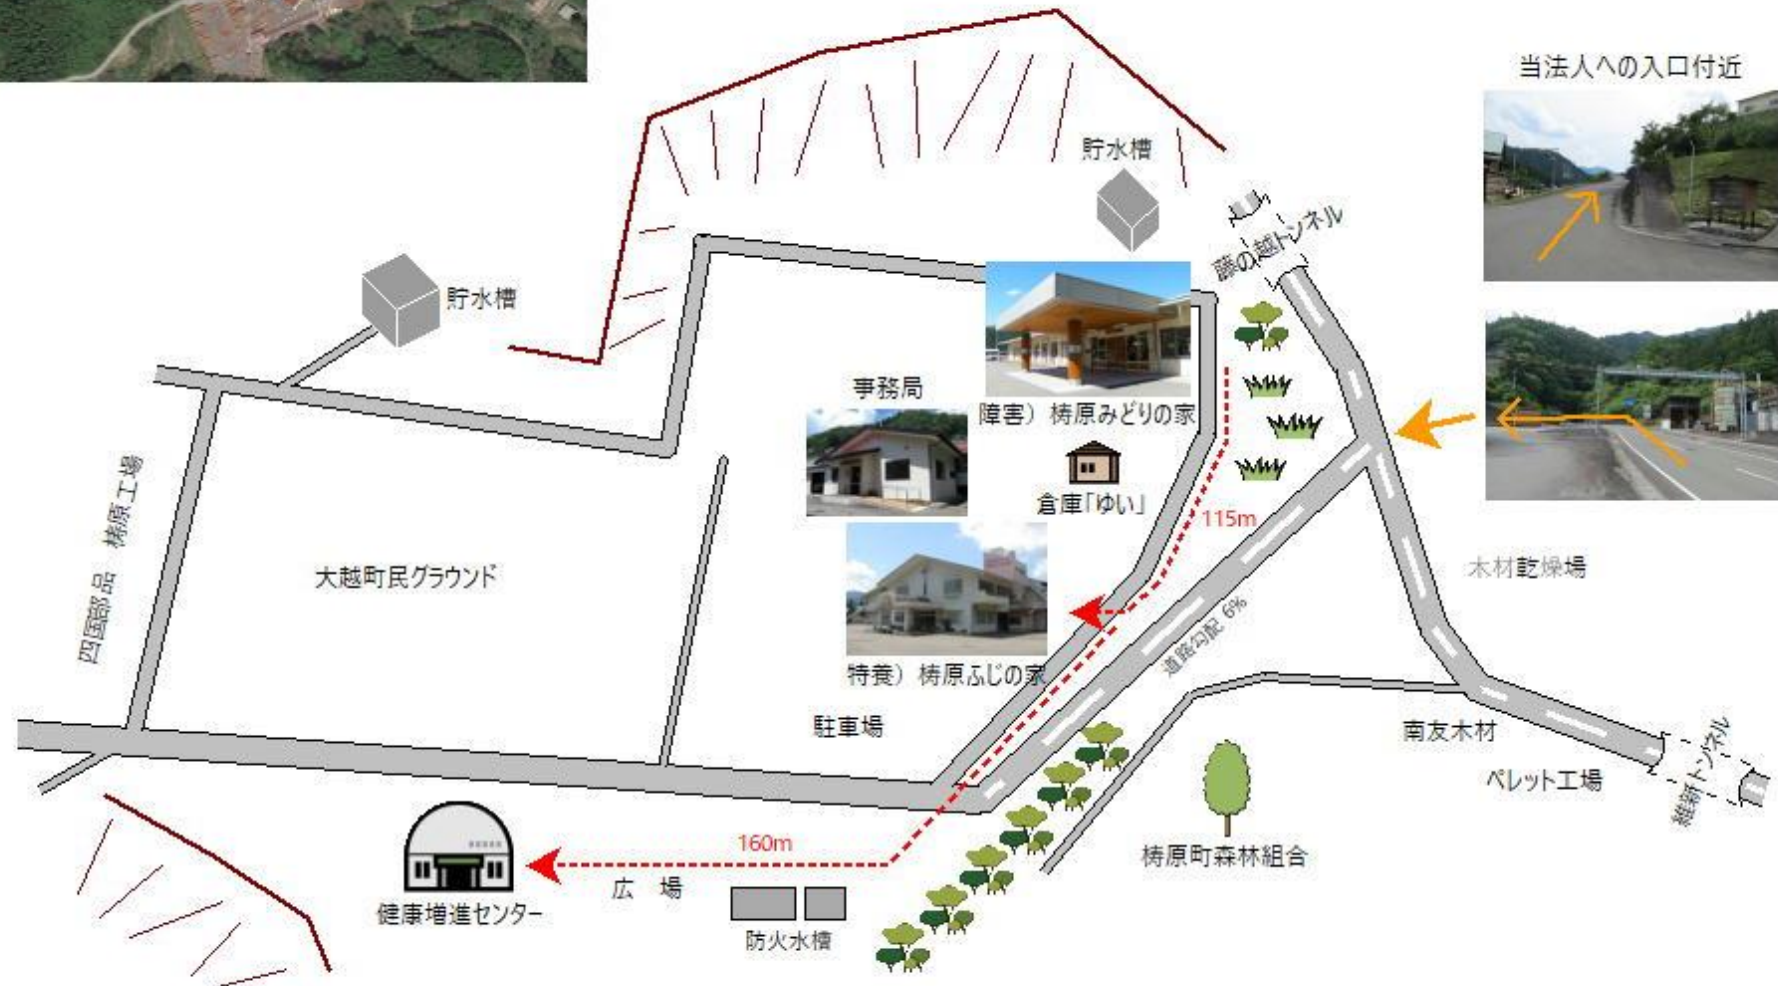 当法人への入口付近
貯水槽
藤の越トンネル
貯水槽
事務局
障害）梼原みどりの家
倉庫「ゆい」
115m
四国部品　梼原工場
大越町民グラウンド
木材乾燥場
道路勾配 6%
特養）梼原ふじの家
駐車場
南友木材
ペレット工場
維新トンネル
160m
梼原町森林組合
広　場
健康増進センター
防火水槽